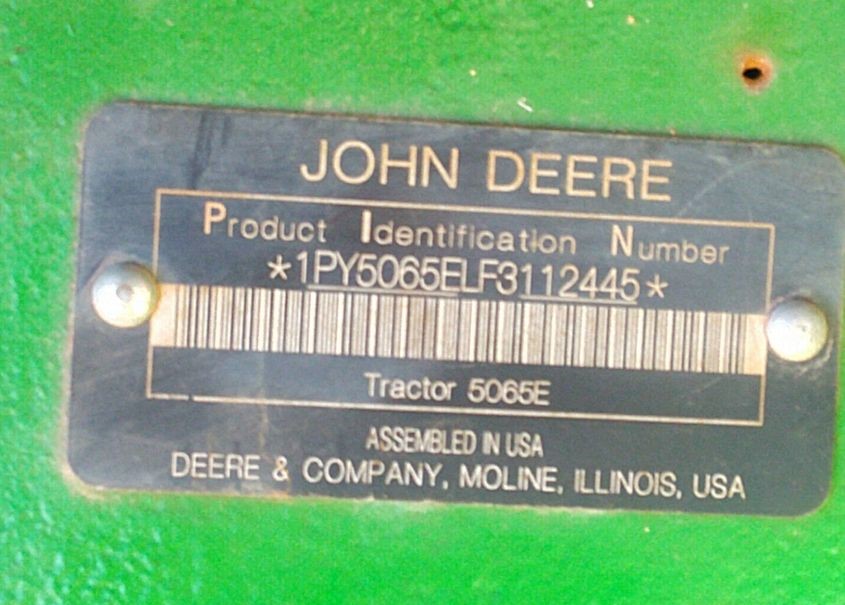 JOHN DEERE
Product Identification Number
*1PY5065ELF3112445*
Tractor 5065E
ASSEMBLED IN USA
DEERE & COMPANY, MOLINE, ILLINOIS, USA